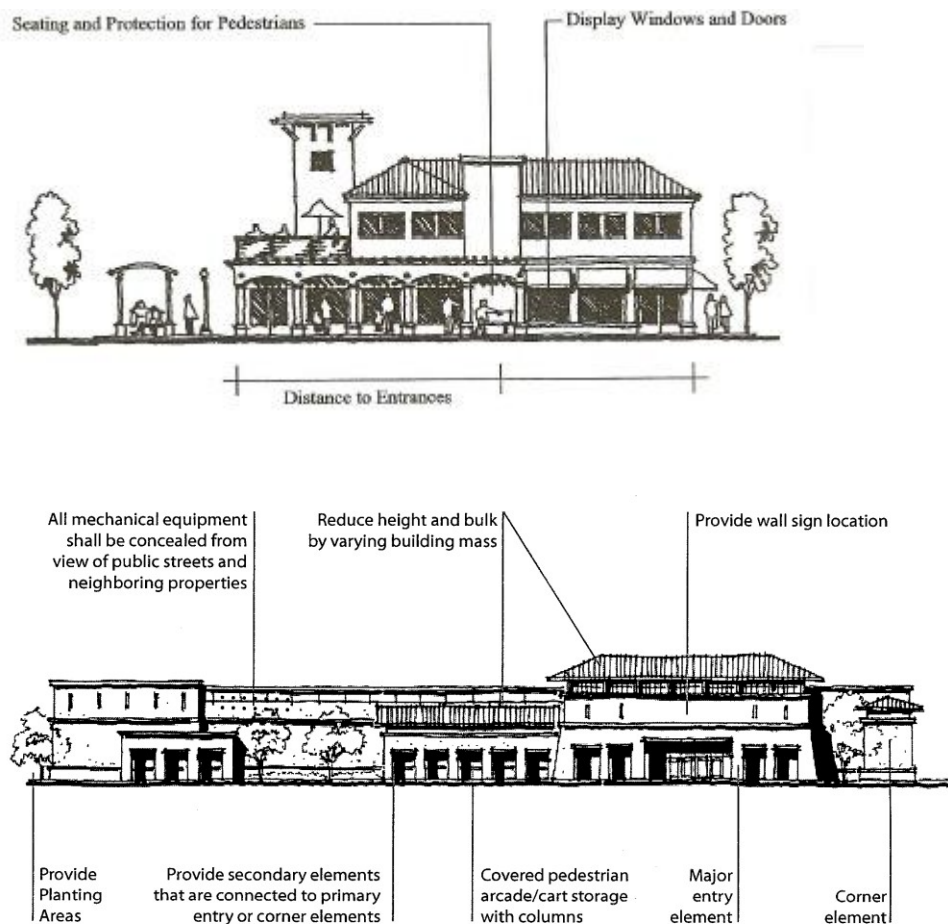 Seating and Protection for Pedestrians
Display Windows and Doors
Distance to Entrances
All mechanical equipment
shall be concealed from
view of public streets and
neighboring properties
Reduce height and bulk
by varying building mass
Provide wall sign location
Provide
Planting
Areas
Provide secondary elements
that are connected to primary
entry or corner elements
Covered pedestrian
arcade/cart storage
with columns
Major
entry
element
Corner
element